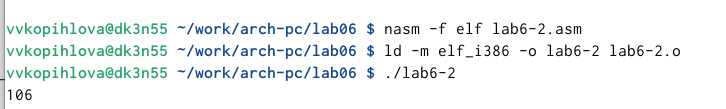 vvkopihlova@dk3n55 ~/work/arch-pc/lab06 $ nasm -f elf lab6-2.asm
vvkopihlova@dk3n55 ~/work/arch-pc/lab06 $ ld -m elf_i386 -o lab6-2 lab6-2.o
vvkopihlova@dk3n55 ~/work/arch-pc/lab06 $ ./lab6-2
106